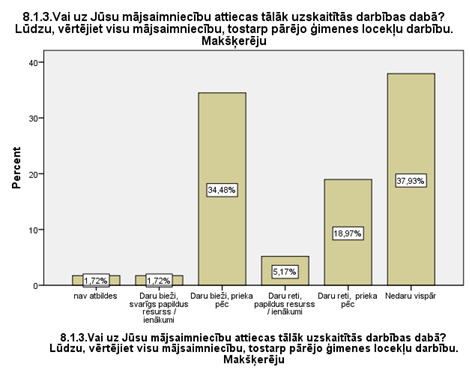 8.1.3.Vai uz Jūsu mājsaimniecību attiecas tālāk uzskaitītās darbības dabā?
Lūdzu, vērtējiet visu mājsaimniecību, tostarp pārējo ģimenes locekļu darbību.
Makšķerēju
Percent
40
30
20
10
0
1,72%
1,72%
34,48%
5,17%
18,97%
37,93%
nav atbildes
Daru bieži,
svarīgs papildus
resurss /
ienākumi
Daru bieži, prieka
pēc
Daru reti,
papildus resurss
/ ienākumi
Daru reti, prieka
pēc
Nedaru vispār
8.1.3.Vai uz Jūsu mājsaimniecību attiecas tālāk uzskaitītās darbības dabā?
Lūdzu, vērtējiet visu mājsaimniecību, tostarp pārējo ģimenes locekļu darbību.
Makšķerēju